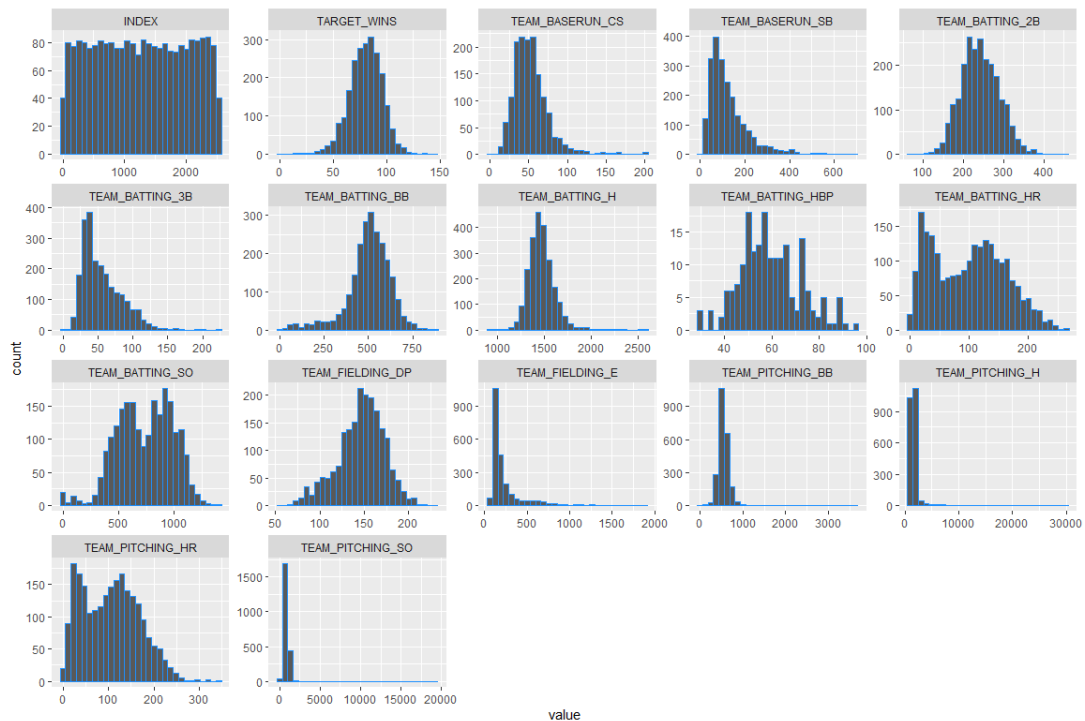 INDEX TARGET_WINS TEAM_BASERUN_CS TEAM_BASERUN_SB TEAM_BATTING_2B
80 60 40 20 0
300 200 100 0
200 150 100 50 0
400 300 200 100 0
200 100 0
0 1000 2000
0 50 100 150
0 50 100 150 200
0 200 400 600
100 200 300 400
TEAM_BATTING_3B TEAM_BATTING_BB TEAM_BATTING_H TEAM_BATTING_HBP TEAM_BATTING_HR
400 300 200 100 0
300 200 100 0
400 300 200 100 0
15 10 5 0
150 100 50 0
0 50 100 150 200
0 250 500 750
1000 1500 2000 2500
40 60 80 100
0 100 200
count
TEAM_BATTING_SO TEAM_FIELDING_DP TEAM_FIELDING_E TEAM_PITCHING_BB TEAM_PITCHING_H
150 100 50 0
200 150 100 50 0
900 600 300 0
900 600 300 0
900 600 300 0
0 500 1000
50 100 150 200
0 500 1000 1500 2000
0 1000 2000 3000
0 10000 20000 30000
TEAM_PITCHING_HR TEAM_PITCHING_SO
150 100 50 0
1500 1000 500 0
0 100 200 300
0 5000 10000 15000 20000
value